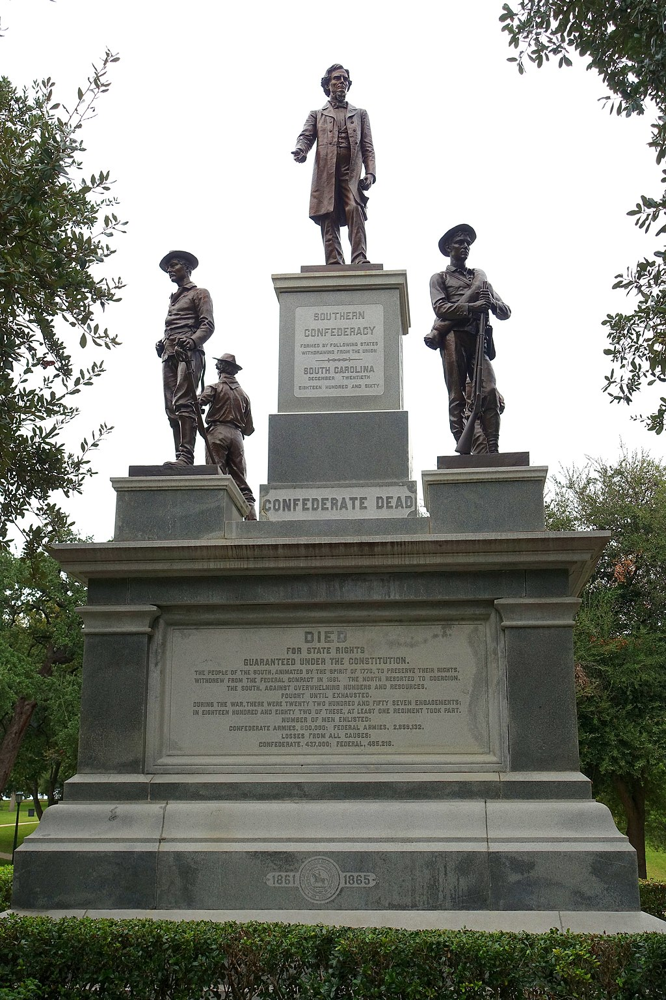 SOUTHERN
CONFEDERACY
FORMED BY FOLLOWING STATES
WITHDRAWING FROM THE UNION
SOUTH CAROLINA
DECEMBER TWENTIETH
EIGHTEEN HUNDRED AND SIXTY
CONFEDERATE DEAD
DIED
FOR STATE RIGHTS
GUARANTEED UNDER THE CONSTITUTION.
THE PEOPLE OF THE SOUTH, ANIMATED BY THE SPIRIT OF 1776, TO PRESERVE THEIR RIGHTS,
WITHDREW FROM THE FEDERAL COMPACT IN 1861. THE NORTH RESORTED TO COERCION.
THE SOUTH, AGAINST OVERWHELMING NUMBERS AND RESOURCES,
FOUGHT UNTIL EXHAUSTED.
DURING THE WAR, THERE WERE TWENTY TWO HUNDRED AND FIFTY SEVEN ENGAGEMENTS;
IN EIGHTEEN HUNDRED AND EIGHTY TWO OF THESE, AT LEAST ONE REGIMENT TOOK PART.
NUMBER OF MEN ENLISTED:
CONFEDERATE ARMIES, 600,000; FEDERAL ARMIES, 2,859,132.
LOSSES FROM ALL CAUSES:
CONFEDERATE, 437,000; FEDERAL, 485,216.
1861 1865